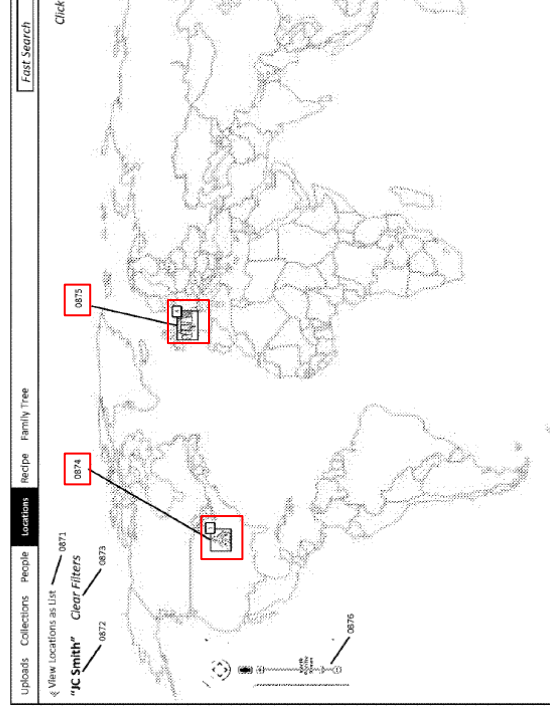 Uploads Collections People Locations Recipe Family Tree Fast Search
View Locations as List
0871
Click
"JC Smith" Clear Filters
0872
0873
0874
0875
0876